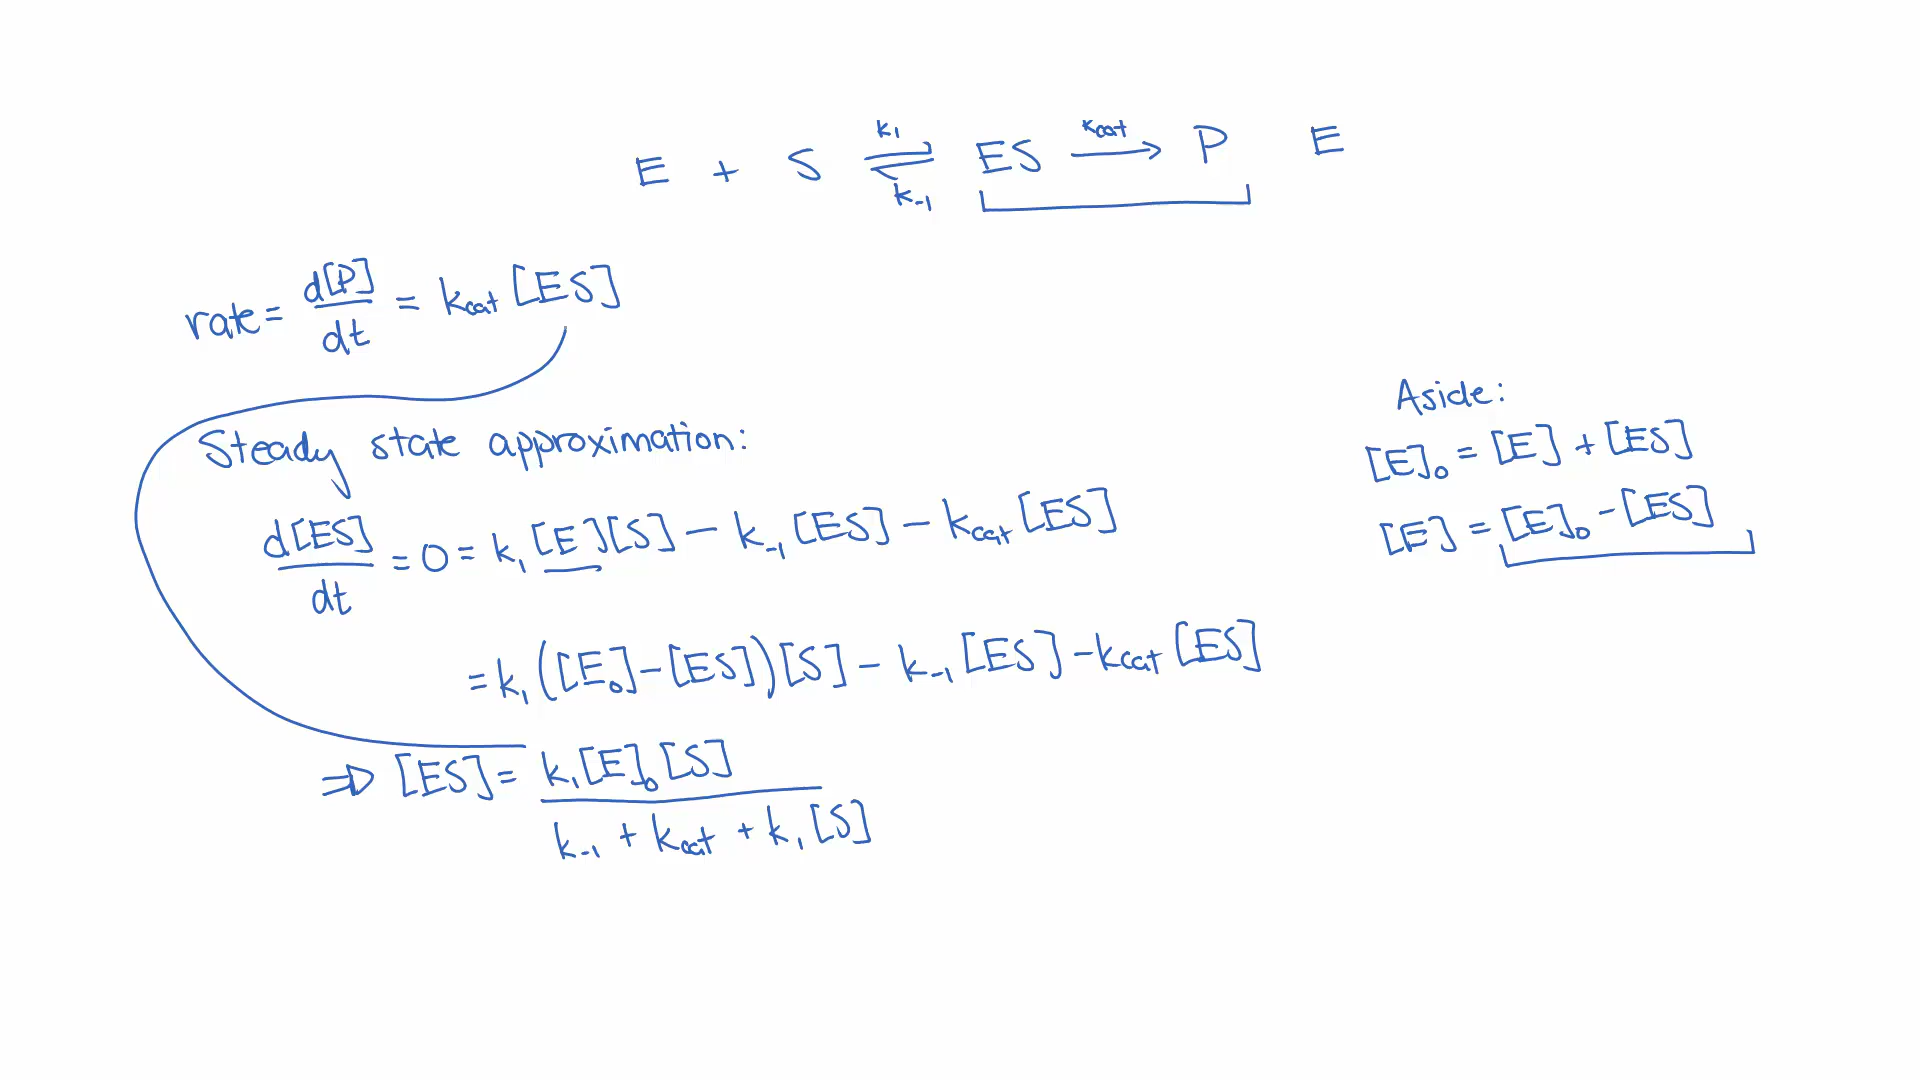 E + S k₁ ⇌ k₋₁ ES kcat → P E
rate = d[P]/dt = kcat [ES]
Steady state approximation:
d[ES]/dt = 0 = k₁[E][S] - k₋₁[ES] - kcat[ES]
= k₁([E₀] - [ES])[S] - k₋₁[ES] - kcat[ES]
⇒ [ES] = k₁[E]₀[S] / k₋₁ + kcat + k₁[S]
Aside:
[E]₀ = [E] + [ES]
[E] = [E]₀ - [ES]